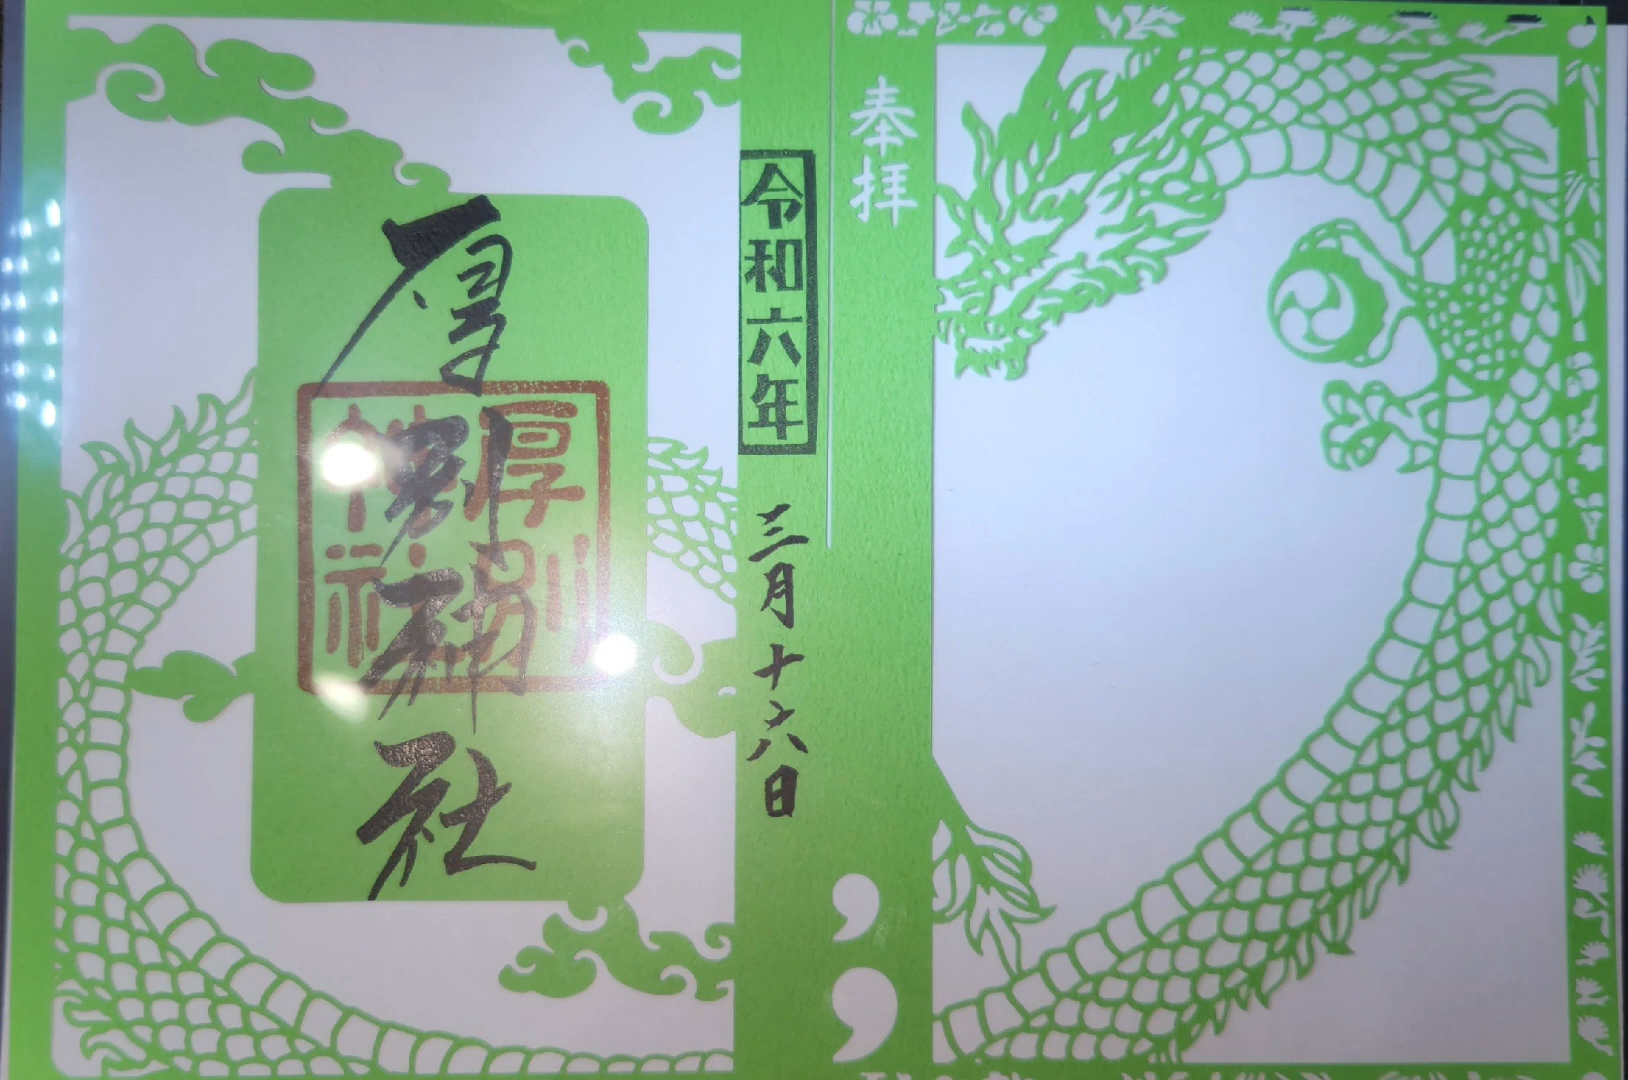 奉拝
令和六年
三月十六日
厚別神社
厚別
神社